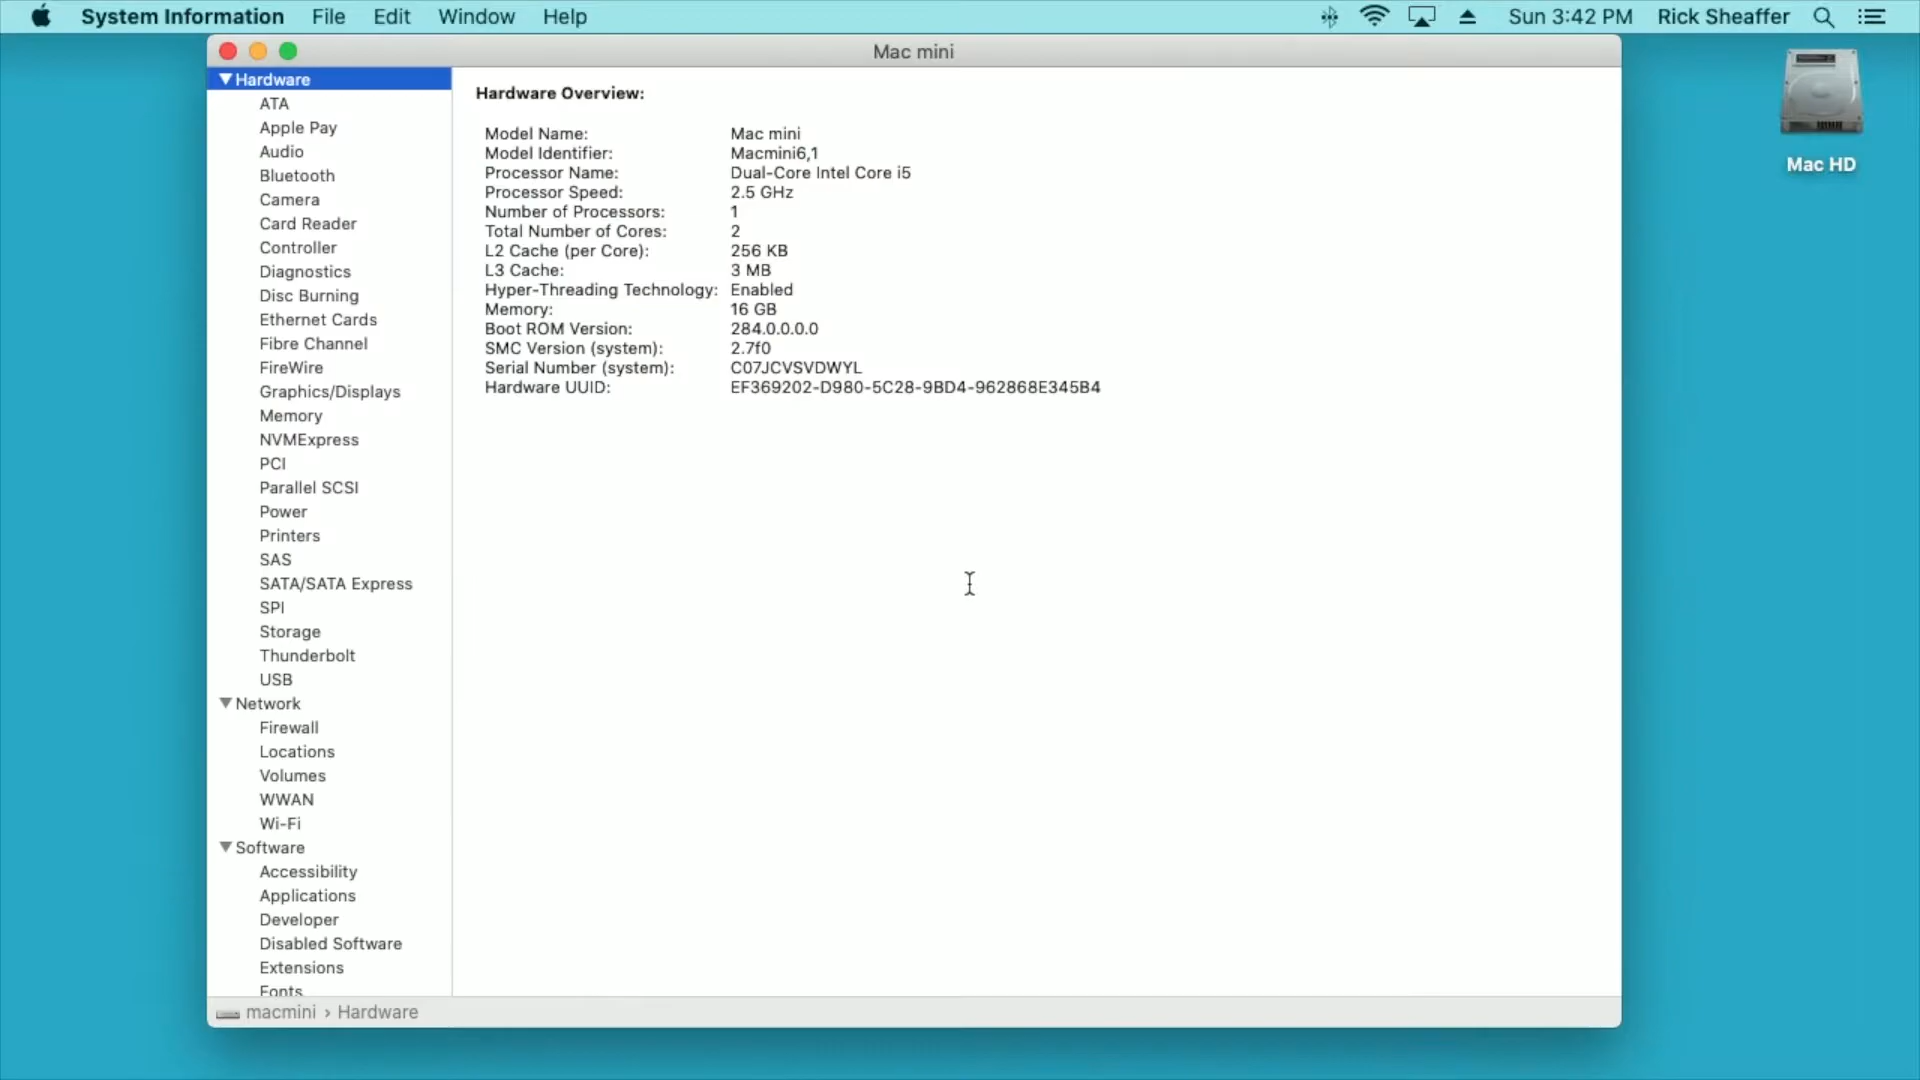 System Information File Edit Window Help Sun 3:42 PM Rick Sheaffer
Mac mini
Mac HD
Hardware
ATA
Apple Pay
Audio
Bluetooth
Camera
Card Reader
Controller
Diagnostics
Disc Burning
Ethernet Cards
Fibre Channel
FireWire
Graphics/Displays
Memory
NVMExpress
PCI
Parallel SCSI
Power
Printers
SAS
SATA/SATA Express
SPI
Storage
Thunderbolt
USB
Network
Firewall
Locations
Volumes
WWAN
Wi-Fi
Software
Accessibility
Applications
Developer
Disabled Software
Extensions
Fonts
Hardware Overview:
Model Name: Mac mini
Model Identifier: Macmini6,1
Processor Name: Dual-Core Intel Core i5
Processor Speed: 2.5 GHz
Number of Processors: 1
Total Number of Cores: 2
L2 Cache (per Core): 256 KB
L3 Cache: 3 MB
Hyper-Threading Technology: Enabled
Memory: 16 GB
Boot ROM Version: 284.0.0.0.0
SMC Version (system): 2.7f0
Serial Number (system): C07JCVSVDWYL
Hardware UUID: EF369202-D980-5C28-9BD4-962868E345B4
macmini › Hardware